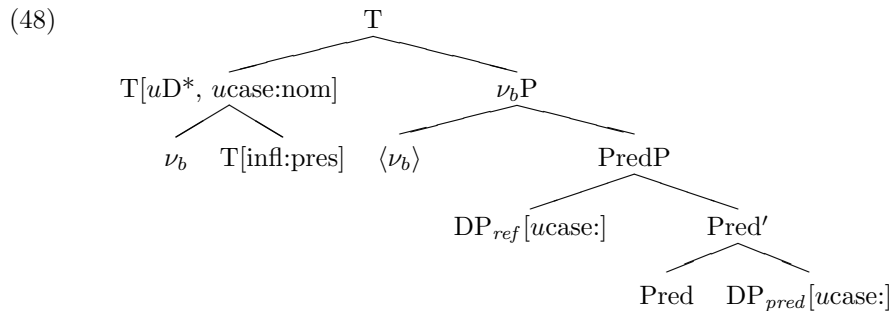 (48)
T
T[uD*, ucase:nom] νbP
νb T[infl:pres] ⟨νb⟩ PredP
DPref[ucase:] Pred′
Pred DPpred[ucase:]